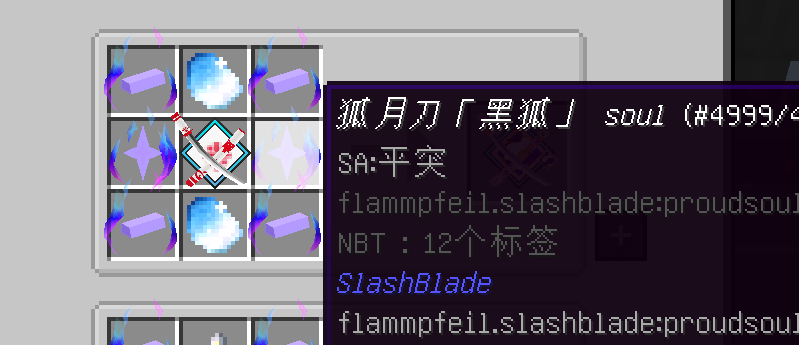 狐月刀「黑狐」 soul (#4999/4
SA:平突
flammpfeil.slashblade:proudsoul
NBT : 12个标签
SlashBlade
flammpfeil.slashblade:proudsoul